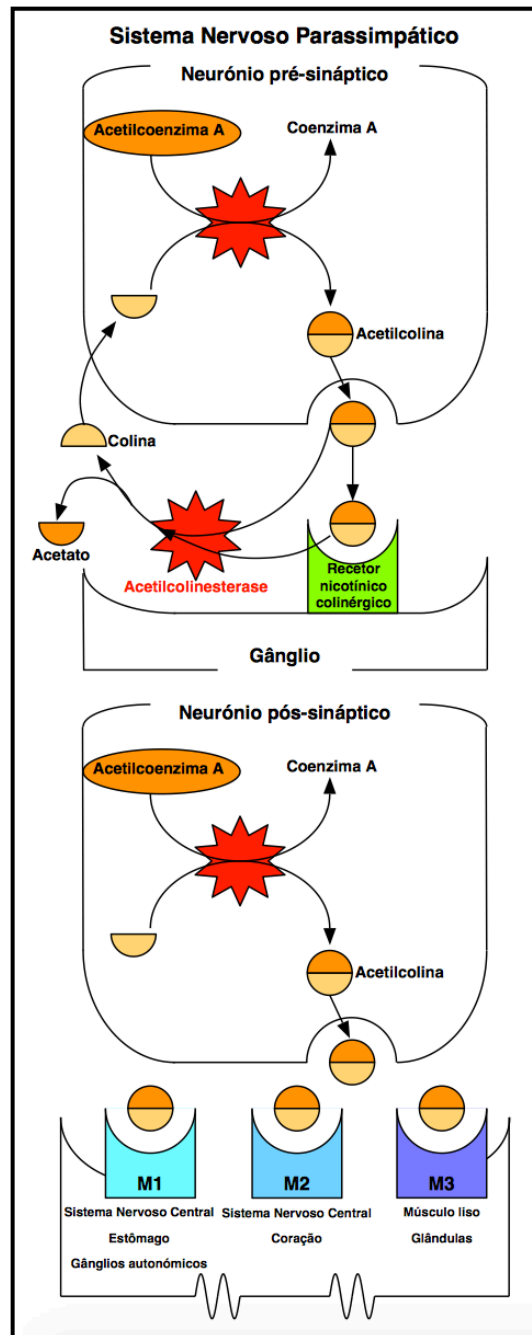 Sistema Nervoso Parassimpático
Neurónio pré-sináptico
Acetilcoenzima A
Coenzima A
Acetilcolina
Colina
Acetato
Acetilcolinesterase
Recetor
nicotínico
colinérgico
Gânglio
Neurónio pós-sináptico
Acetilcoenzima A
Coenzima A
Acetilcolina
M1
M2
M3
Sistema Nervoso Central
Estômago
Gânglios autonómicos
Sistema Nervoso Central
Coração
Músculo liso
Glândulas